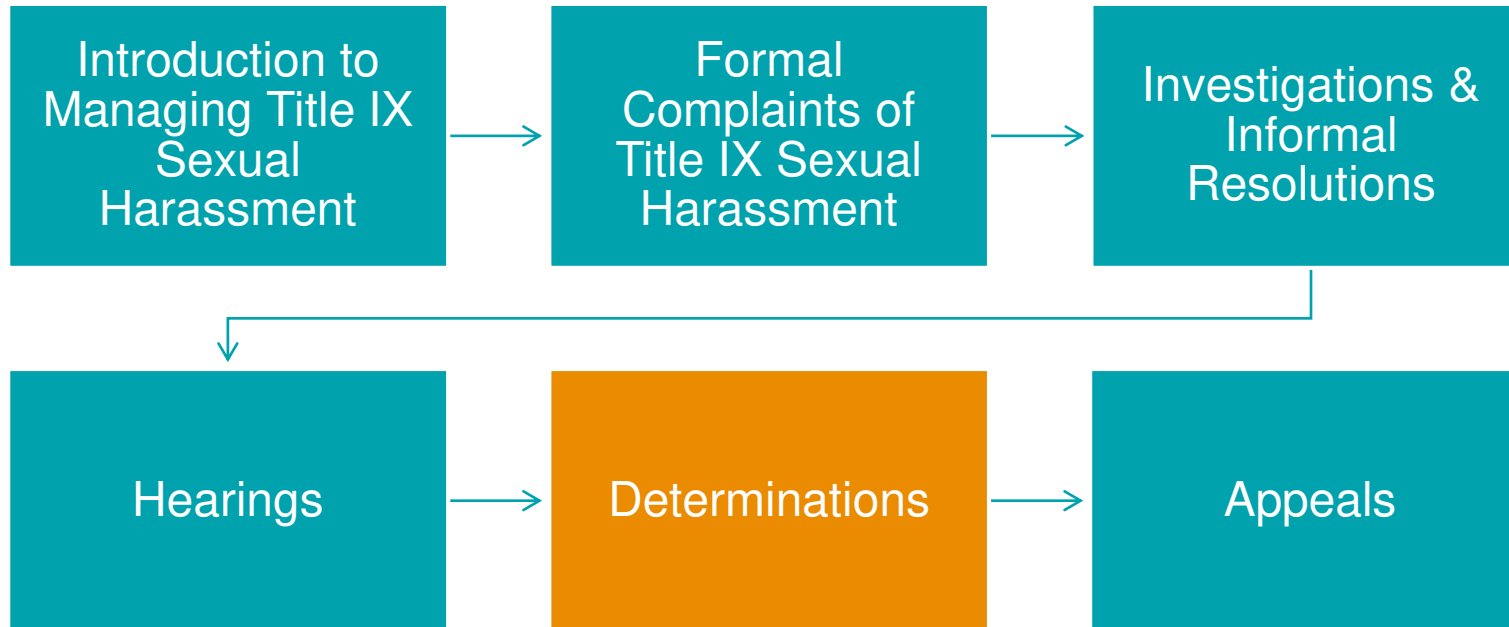 Introduction to
Managing Title IX
Sexual
Harassment
Formal
Complaints of
Title IX Sexual
Harassment
Investigations &
Informal
Resolutions
Hearings
Determinations
Appeals